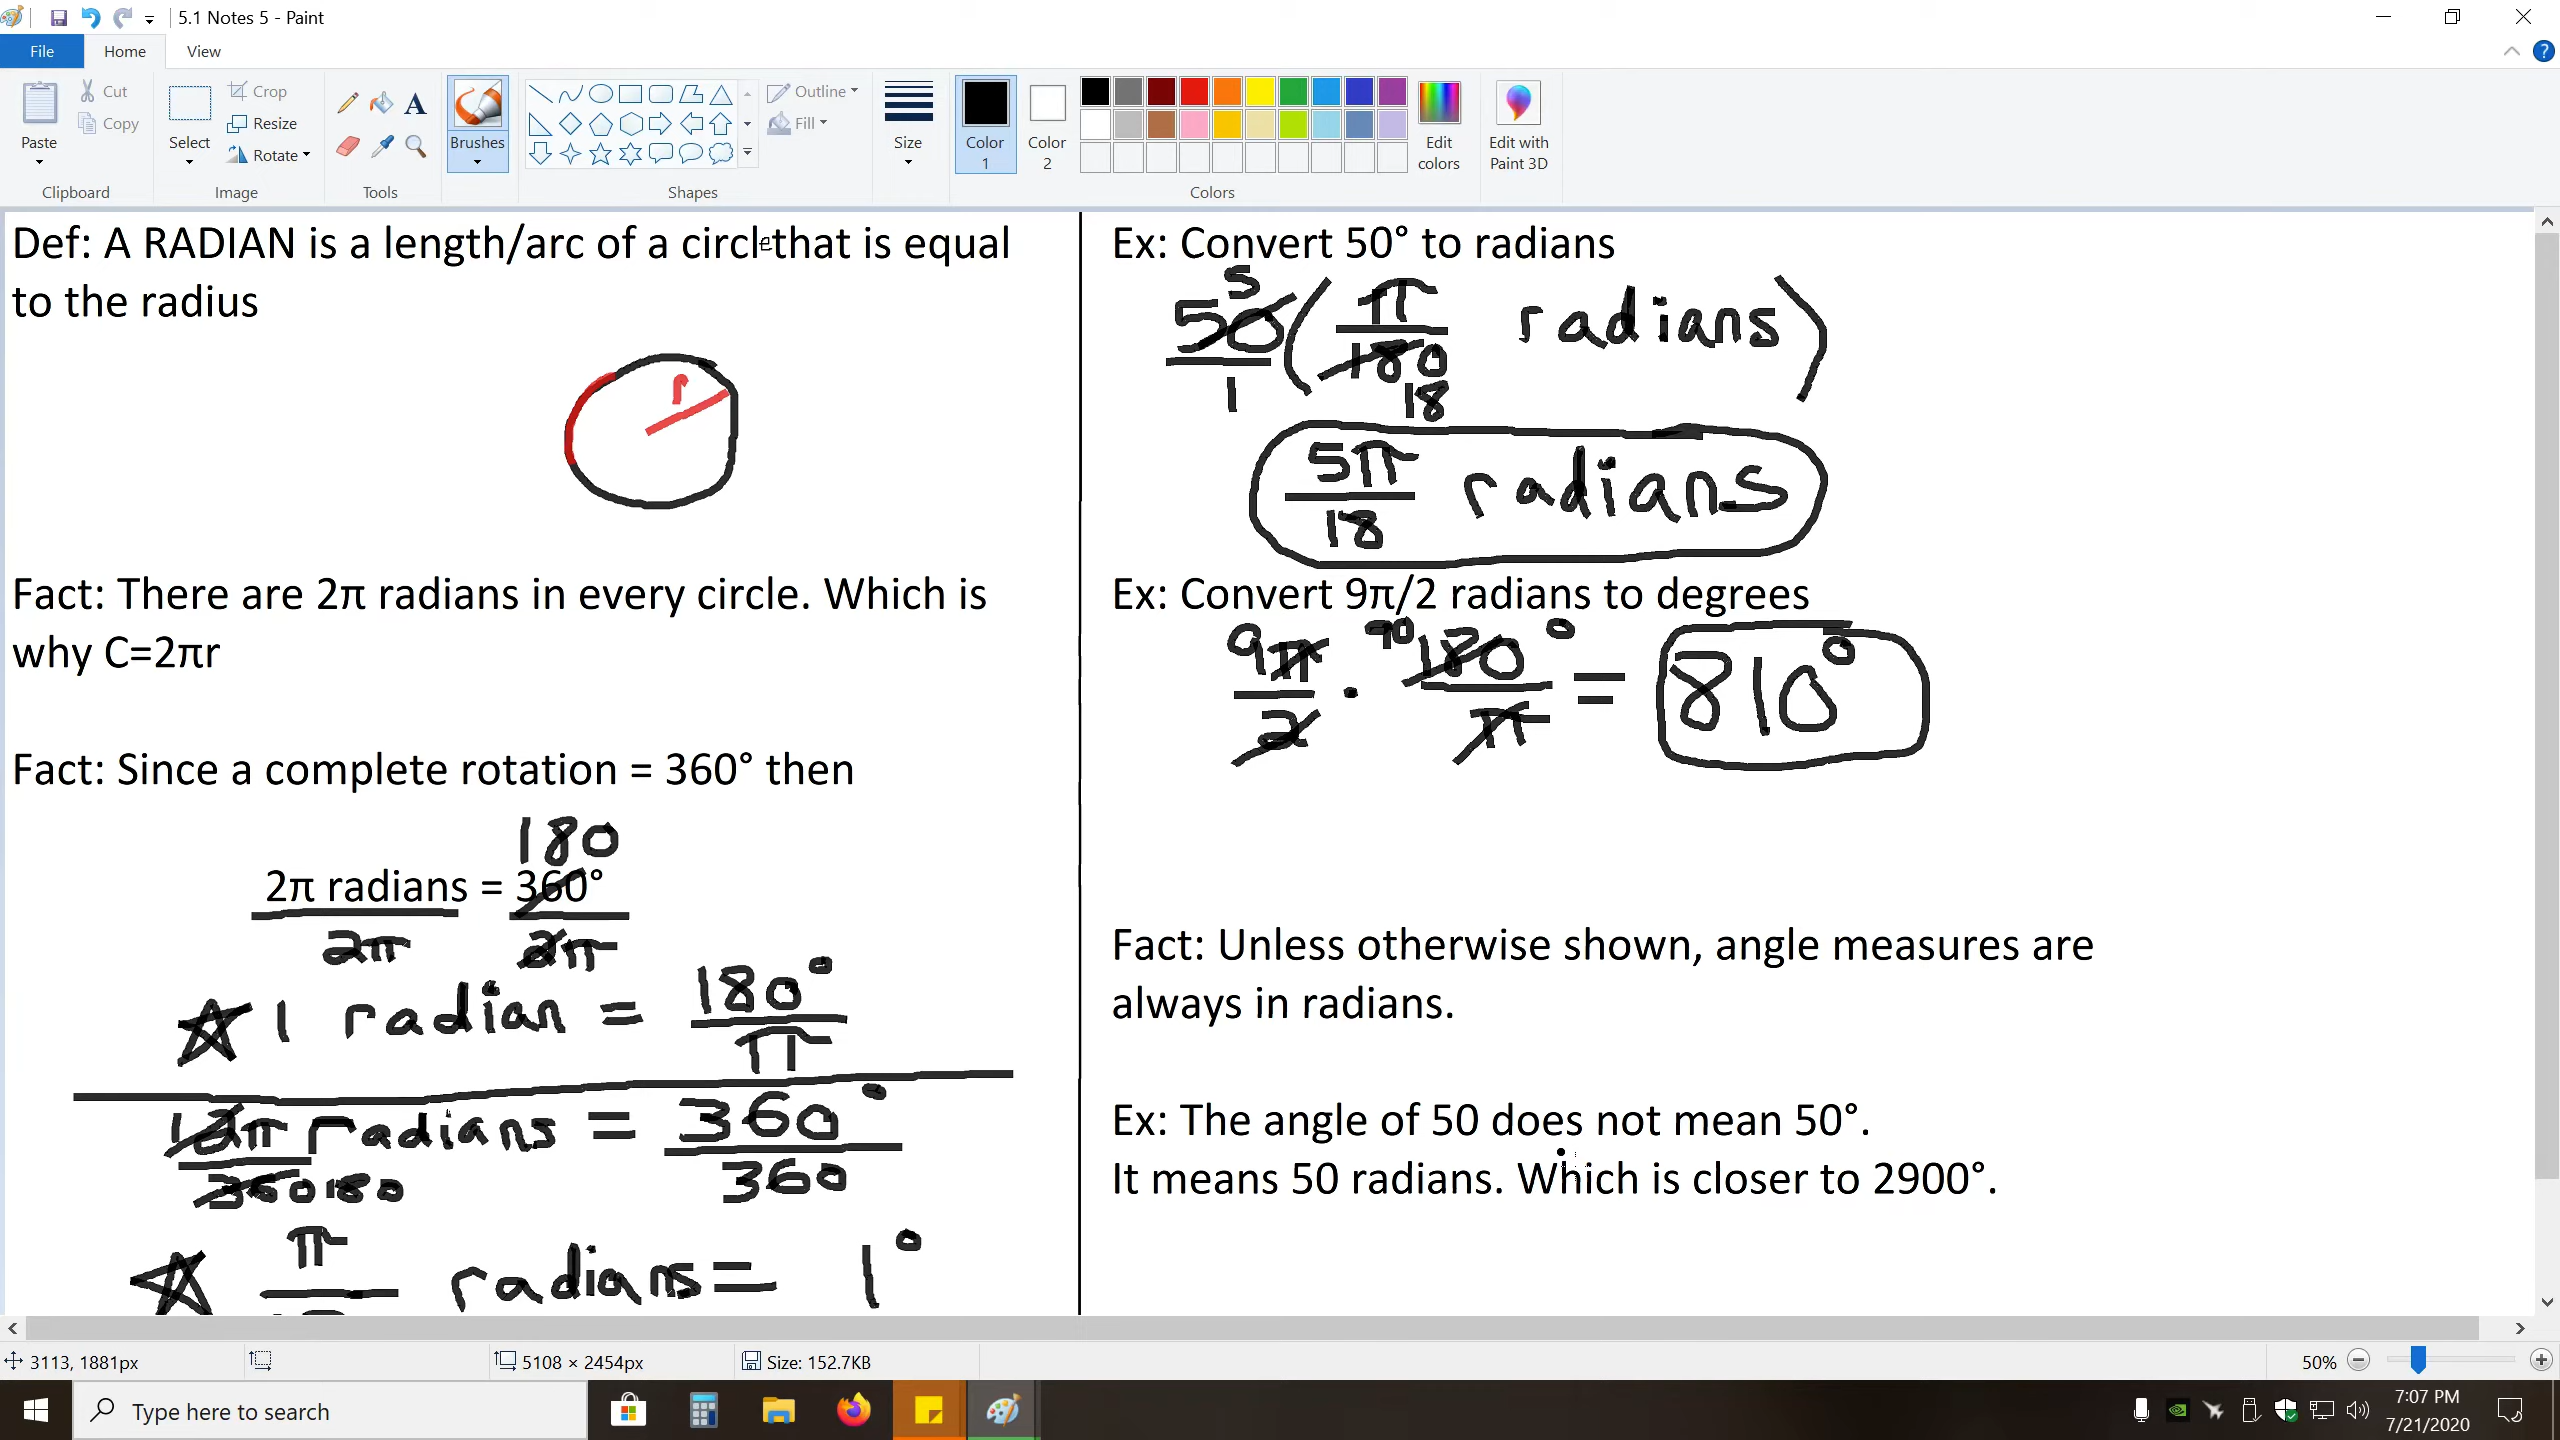 5.1 Notes 5 - Paint
File
Home
View
Paste
Cut
Copy
Clipboard
Select
Crop
Resize
Rotate
Image
Tools
Brushes
Shapes
Outline
Fill
Size
Color
1
Color
2
Colors
Edit
colors
Edit with
Paint 3D
Def: A RADIAN is a length/arc of a circle that is equal
to the radius
r
Fact: There are 2π radians in every circle. Which is
why C=2πr
Fact: Since a complete rotation = 360° then
180
2π radians = 360°
2π 2π
1 radian = 180°
π
12π radians = 360°
360 180 360
π radians = 1°
Ex: Convert 50° to radians
5
50 ( π radians )
1 180
18
5π radians
18
Ex: Convert 9π/2 radians to degrees
9π · 90 180° = 810°
2 π
Fact: Unless otherwise shown, angle measures are
always in radians.
Ex: The angle of 50 does not mean 50°.
It means 50 radians. Which is closer to 2900°.
3113, 1881px
5108 × 2454px
Size: 152.7KB
50%
Type here to search
7:07 PM
7/21/2020